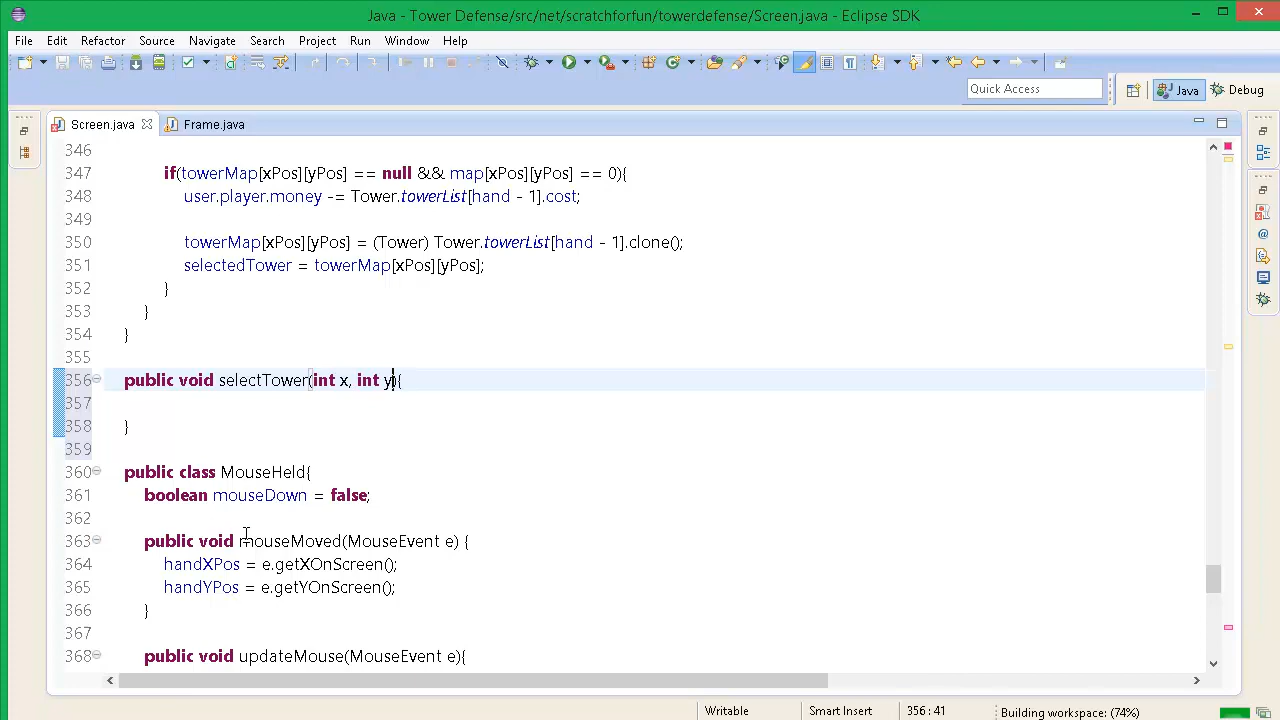 Java - Tower Defense/src/net/scratchforfun/towerdefense/Screen.java - Eclipse SDK
File Edit Refactor Source Navigate Search Project Run Window Help
Quick Access
Java
Debug
Screen.java
Frame.java
346
347 if(towerMap[xPos][yPos] == null && map[xPos][yPos] == 0){
348 user.player.money -= Tower.towerList[hand - 1].cost;
349
350 towerMap[xPos][yPos] = (Tower) Tower.towerList[hand - 1].clone();
351 selectedTower = towerMap[xPos][yPos];
352 }
353 }
354 }
355
356 public void selectTower(int x, int y){
357
358 }
359
360 public class MouseHeld{
361 boolean mouseDown = false;
362
363 public void mouseMoved(MouseEvent e) {
364 handXPos = e.getXOnScreen();
365 handYPos = e.getYOnScreen();
366 }
367
368 public void updateMouse(MouseEvent e){
Writable Smart Insert 356 : 41 Building workspace: (74%)